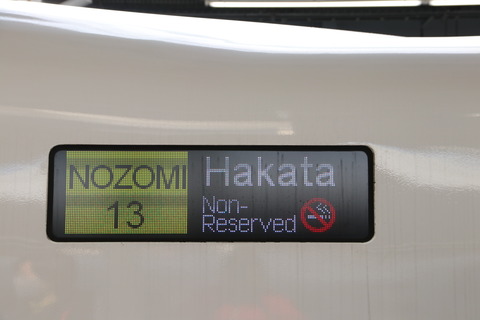 NOZOMI
13
Hakata
Non-
Reserved